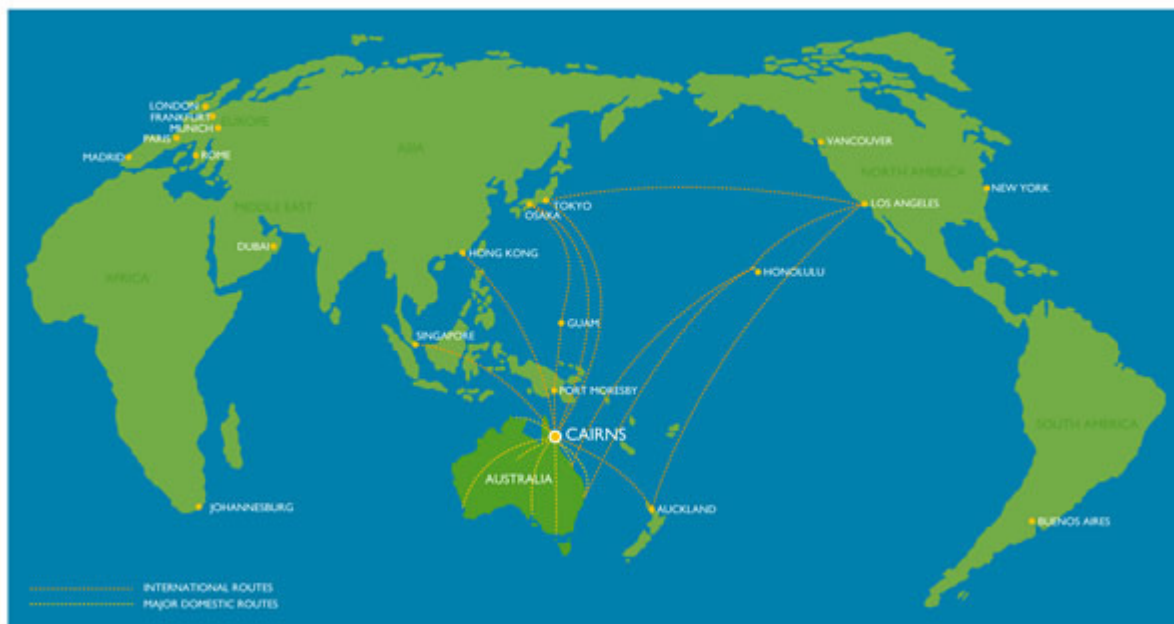 LONDON
FRANKFURT
EUROPE
MUNICH
PARIS
MADRID
ROME
ASIA
VANCOUVER
NORTH AMERICA
NEW YORK
MIDDLE EAST
TOKYO
OSAKA
LOS ANGELES
DUBAI
HONG KONG
AFRICA
HONOLULU
GUAM
SINGAPORE
PORT MORESBY
SOUTH AMERICA
CAIRNS
AUSTRALIA
JOHANNESBURG
AUCKLAND
BUENOS AIRES
INTERNATIONAL ROUTES
MAJOR DOMESTIC ROUTES